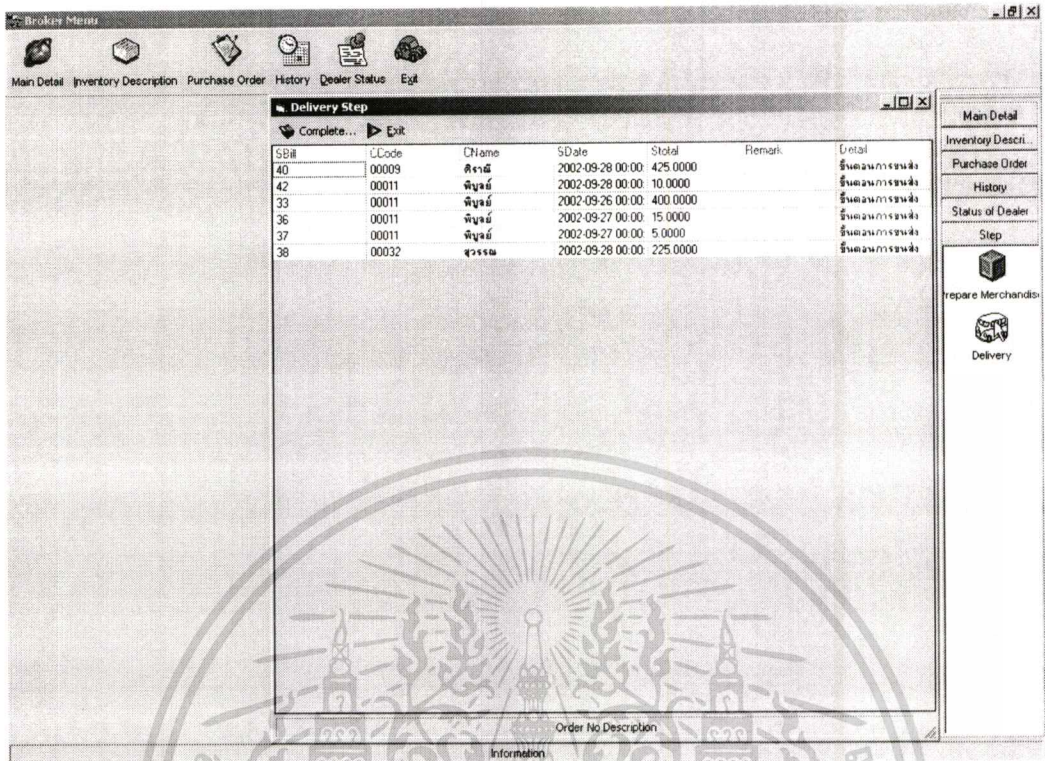 Broker Menu
Main Detail Inventory Description Purchase Order History Dealer Status Exit
Delivery Step
Complete... Exit
SBill CCode CName SDate Stotal Remark Detail
40 00009 ศิราณี 2002-09-28 00:00: 425.0000 ขั้นตอนการขนส่ง
42 00011 พิบูลย์ 2002-09-28 00:00: 10.0000 ขั้นตอนการขนส่ง
33 00011 พิบูลย์ 2002-09-26 00:00: 400.0000 ขั้นตอนการขนส่ง
36 00011 พิบูลย์ 2002-09-27 00:00: 15.0000 ขั้นตอนการขนส่ง
37 00011 พิบูลย์ 2002-09-27 00:00: 5.0000 ขั้นตอนการขนส่ง
38 00032 สุวรรณ 2002-09-28 00:00: 225.0000 ขั้นตอนการขนส่ง
Main Detail
Inventory Descri...
Purchase Order
History
Status of Dealer
Step
repare Merchandis
Delivery
Order No Description
Information